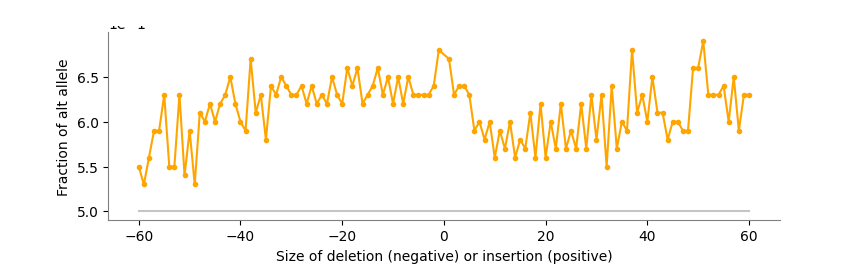 6.5
6.0
5.5
5.0
Fraction of alt allele
−60 −40 −20 0 20 40 60
Size of deletion (negative) or insertion (positive)